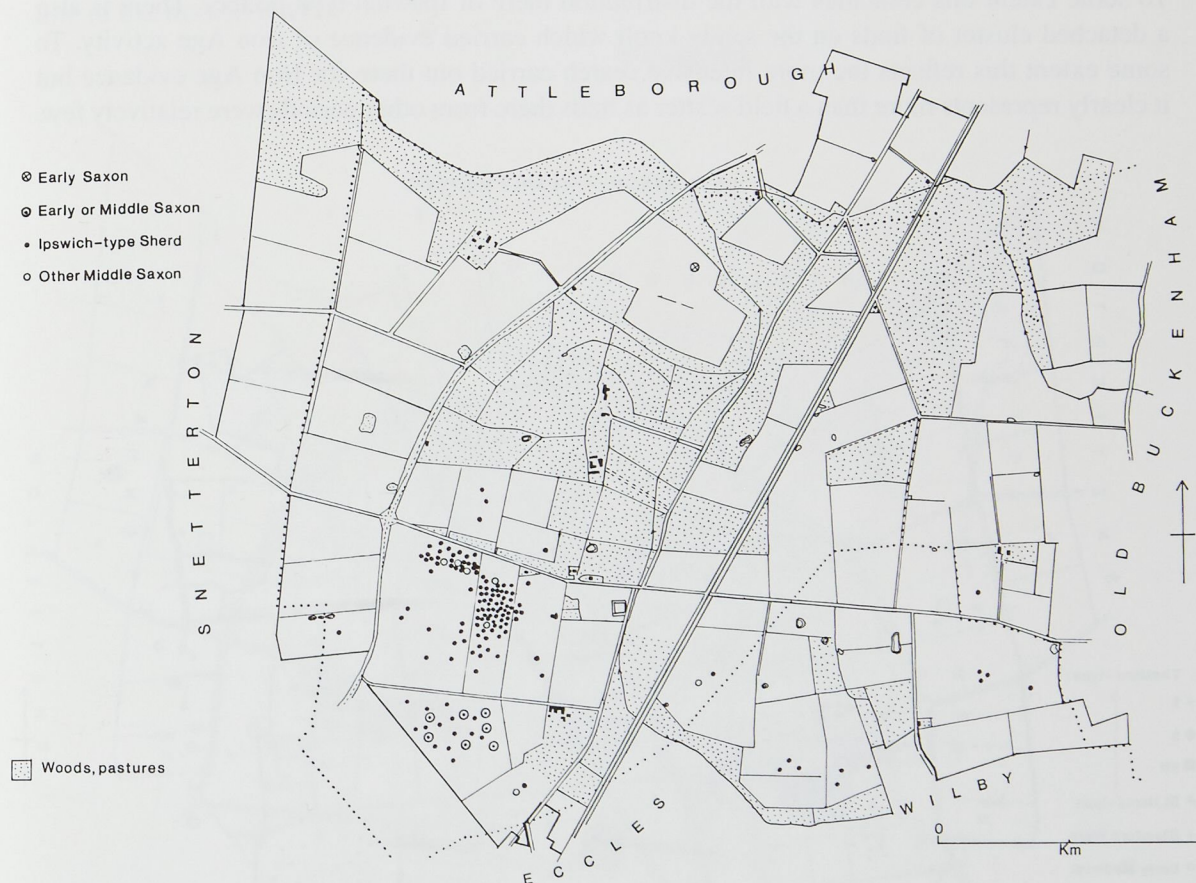 ATTLEBOROUGH
Early Saxon
Early or Middle Saxon
Ipswich-type Sherd
Other Middle Saxon
SNETTERTON
OLD BUCKENHAM
Woods, pastures
WILBY
ECCLES
0
Km